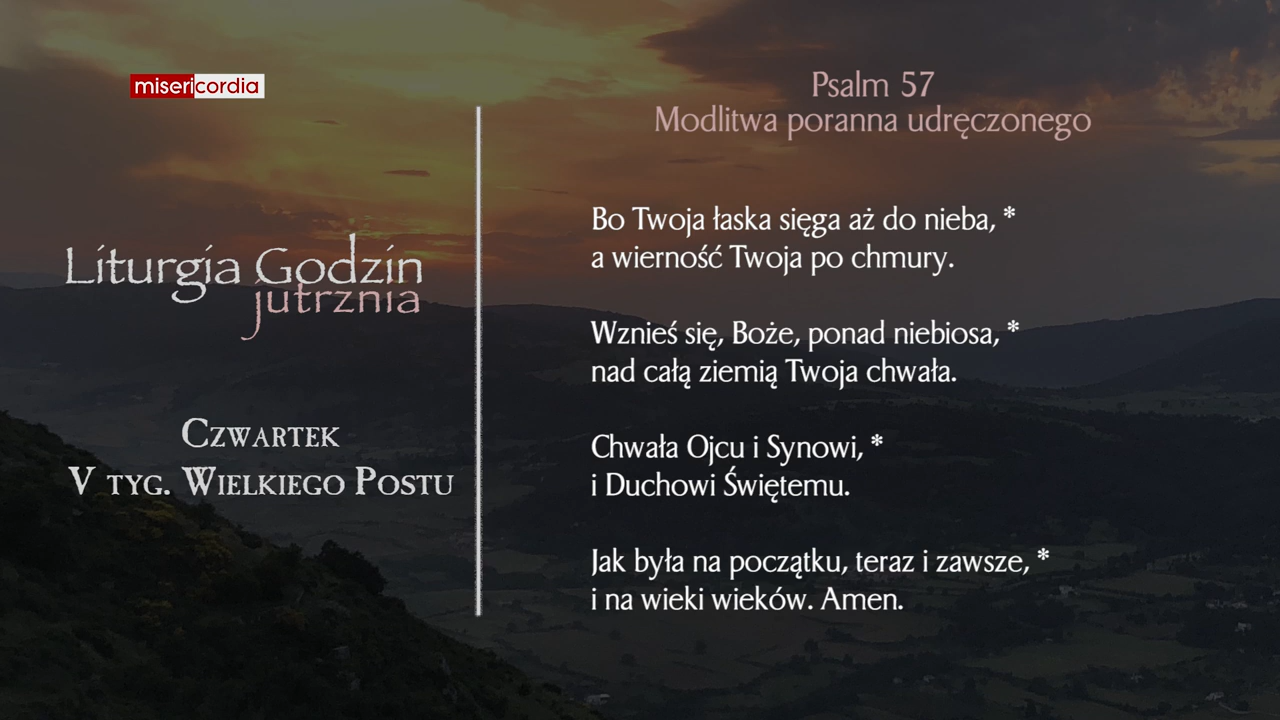 misericordia
Liturgia Godzin
jutrznia
Czwartek
V tyg. Wielkiego Postu
Psalm 57
Modlitwa poranna udręczonego
Bo Twoja łaska sięga aż do nieba, *
a wierność Twoja po chmury.
Wznieś się, Boże, ponad niebiosa, *
nad całą ziemią Twoja chwała.
Chwała Ojcu i Synowi, *
i Duchowi Świętemu.
Jak była na początku, teraz i zawsze, *
i na wieki wieków. Amen.